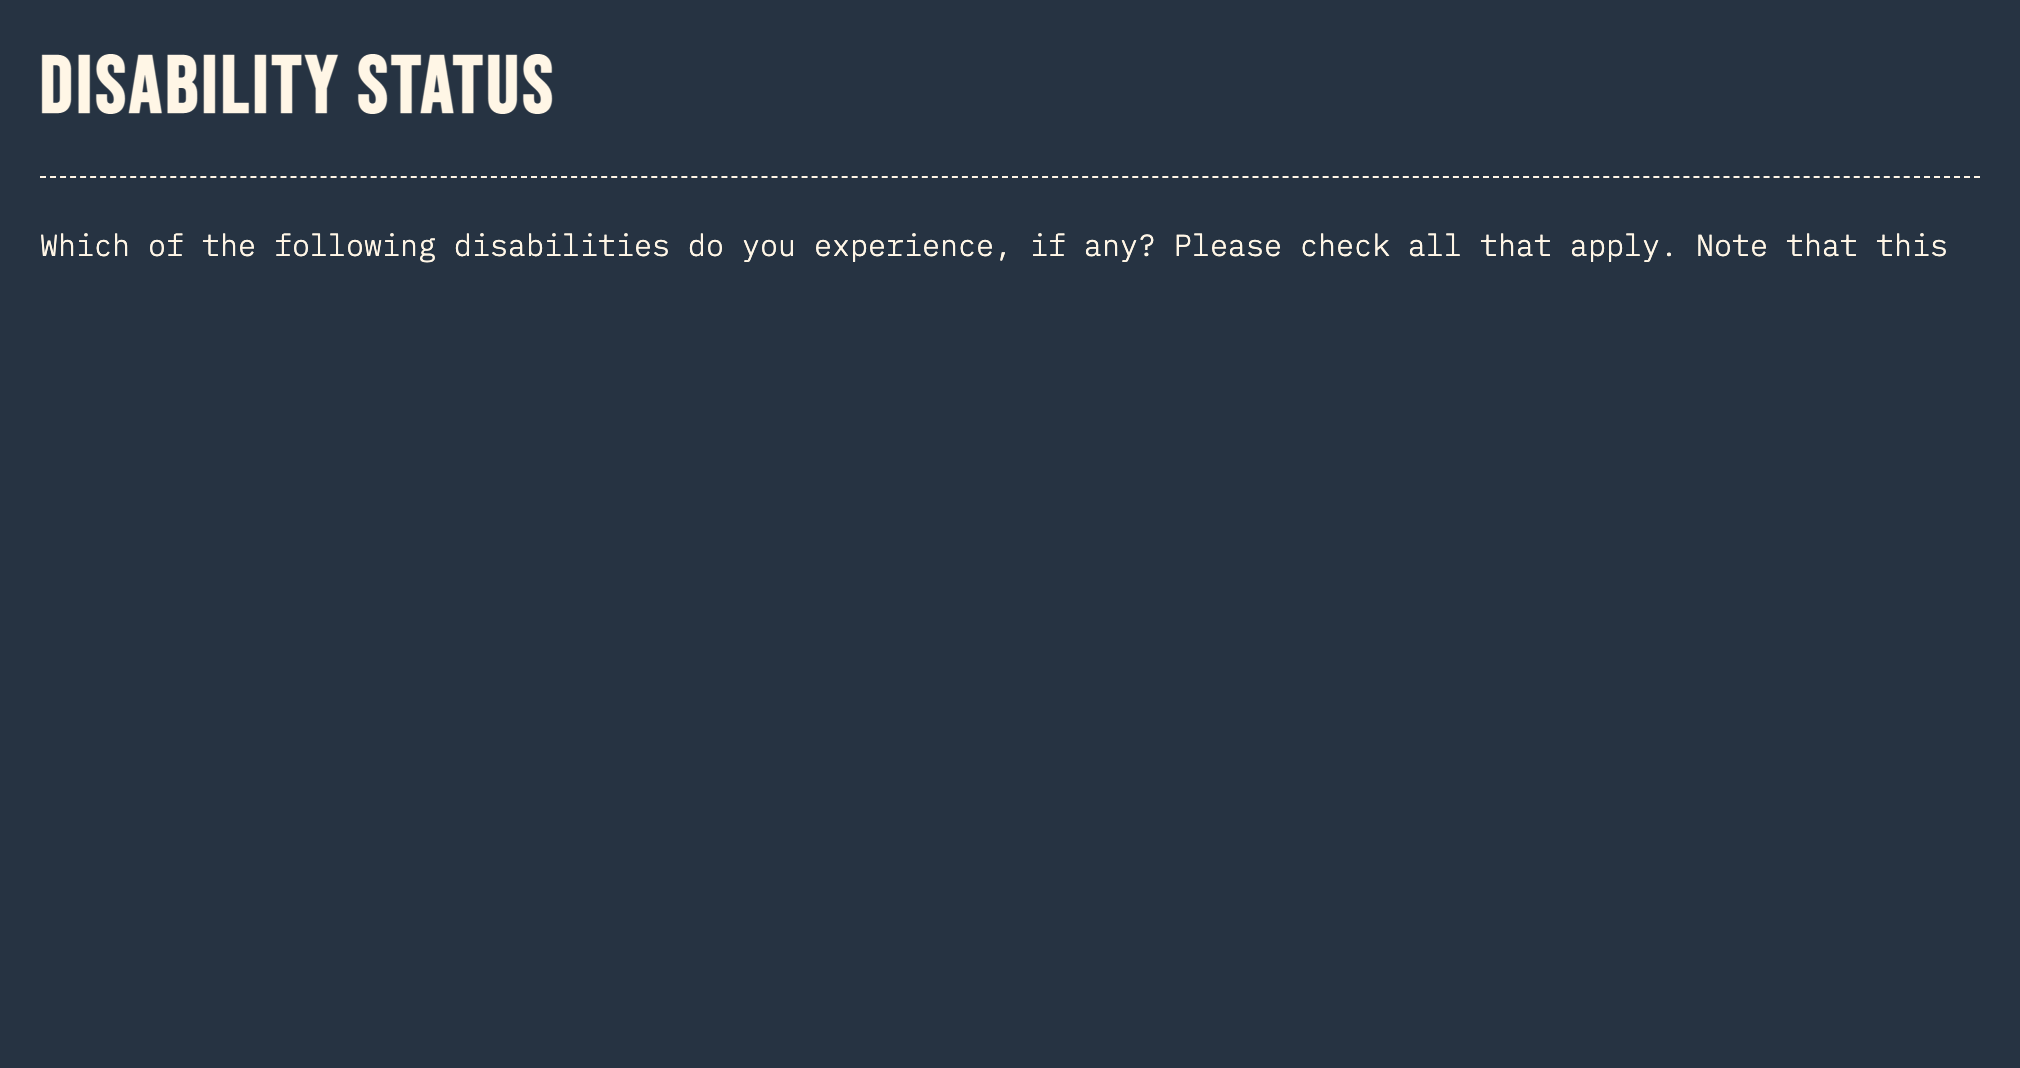 DISABILITY STATUS
Which of the following disabilities do you experience, if any? Please check all that apply. Note that this